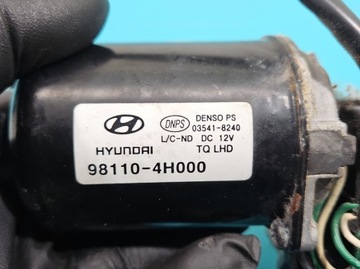 DNPS DENSO PS
03541-8240
L/C-ND DC 12V
HYUNDAI TQ LHD
98110-4H000